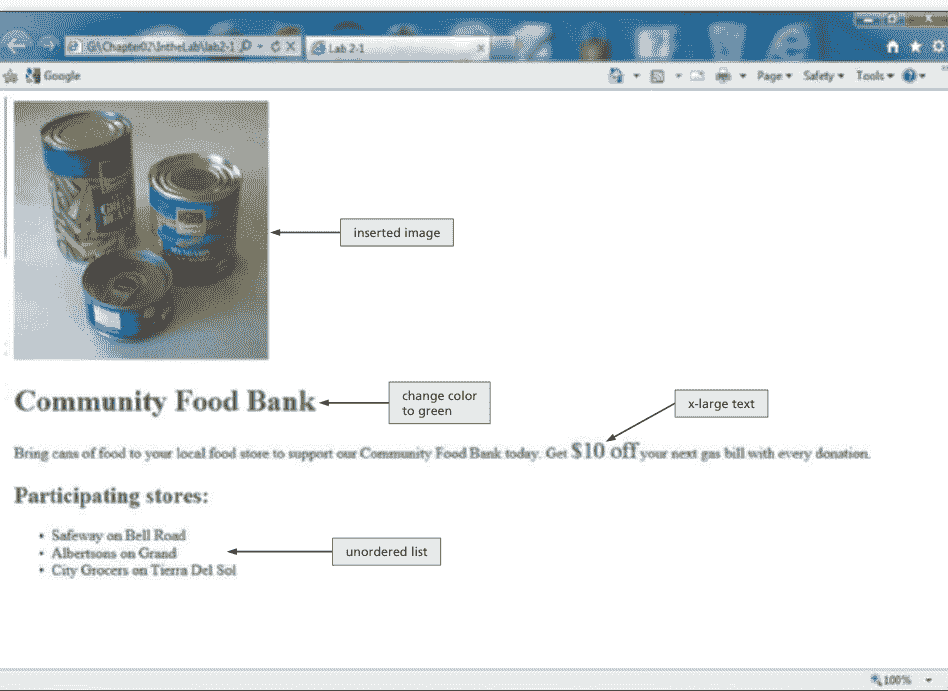 G:\Chapter02\IntheLab\lab2-1
Lab 2-1
Google
Page
Safety
Tools
GREEN
inserted image
Community Food Bank
change color
to green
x-large text
Bring cans of food to your local food store to support our Community Food Bank today. Get $10 off your next gas bill with every donation.
Participating stores:
• Safeway on Bell Road
• Albertsons on Grand
• City Grocers on Tierra Del Sol
unordered list
100%